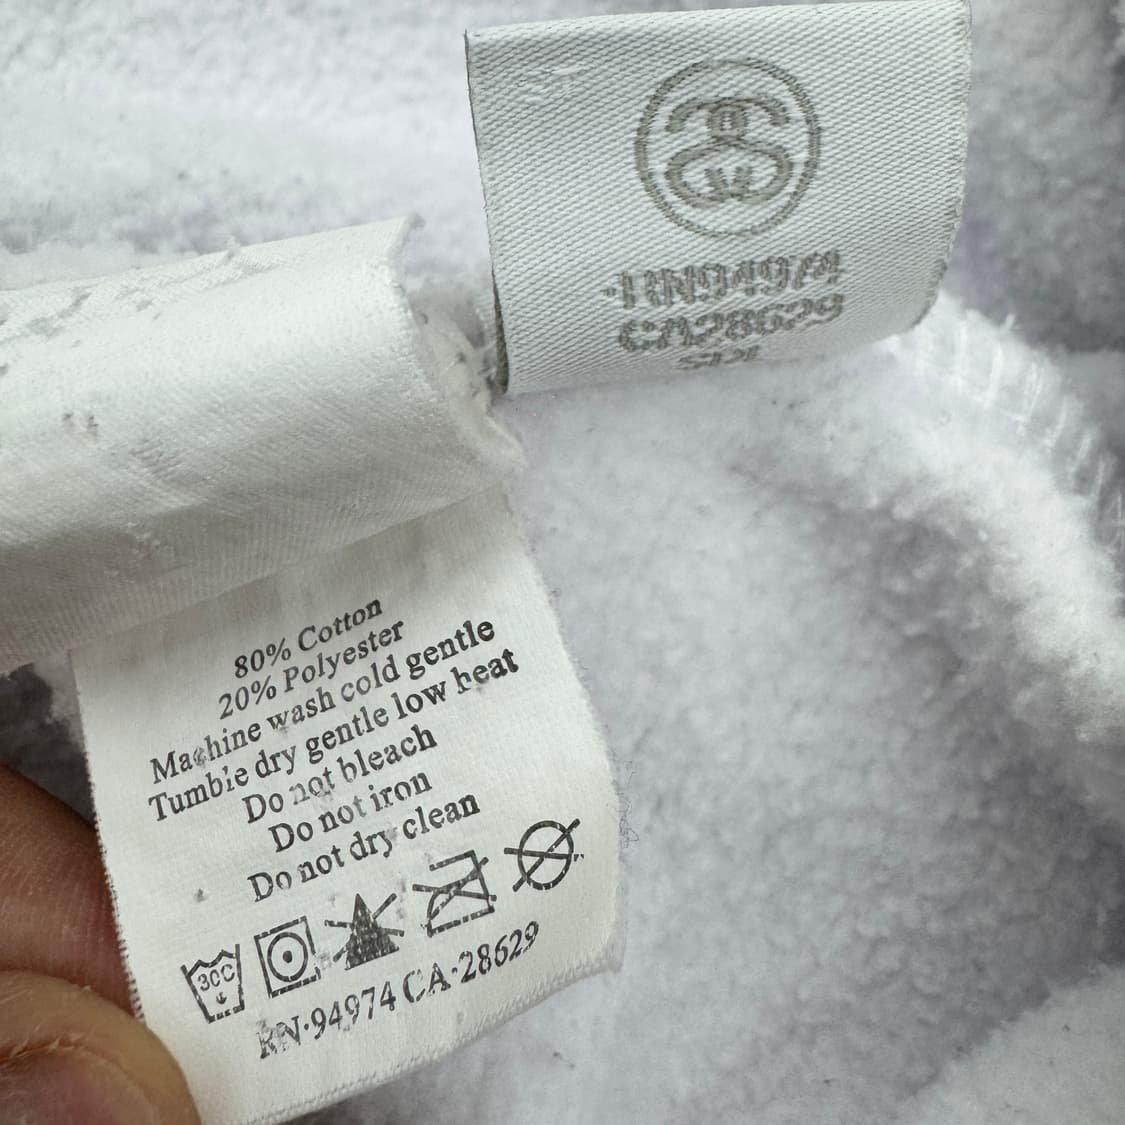 RN94974
CA28629
80% Cotton
20% Polyester
Machine wash cold gentle
Tumble dry gentle low heat
Do not bleach
Do not iron
Do not dry clean
30C
RN·94974 CA·28629